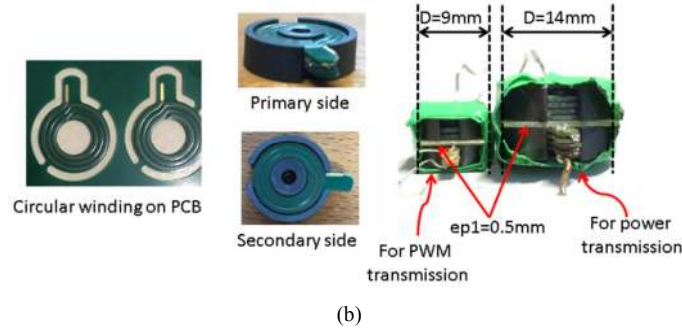 D=9mm
D=14mm
Primary side
Circular winding on PCB
Secondary side
ep1=0.5mm
For PWM
transmission
For power
transmission
(b)